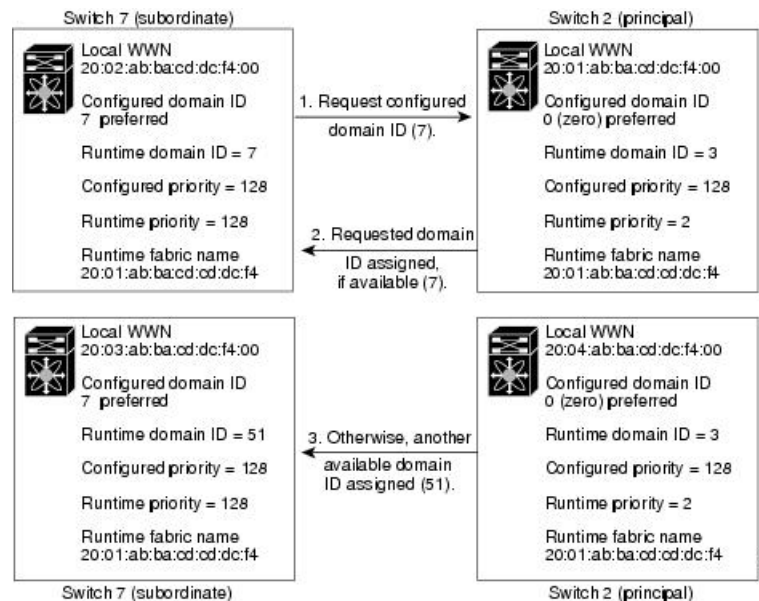 Switch 7 (subordinate)
Switch 2 (principal)
Local WWN
20:02:ab:ba:cd:dc:f4:00
Configured domain ID
7 preferred
Runtime domain ID = 7
Configured priority = 128
Runtime priority = 128
Runtime fabric name
20:01:ab:ba:cd:cd:dc:f4
1. Request configured
domain ID (7).
2. Requested domain
ID assigned,
if available (7).
Local WWN
20:01:ab:ba:cd:dc:f4:00
Configured domain ID
0 (zero) preferred
Runtime domain ID = 3
Configured priority = 128
Runtime priority = 2
Runtime fabric name
20:01:ab:ba:cd:cd:dc:f4
Local WWN
20:03:ab:ba:cd:dc:f4:00
Configured domain ID
7 preferred
Runtime domain ID = 51
Configured priority = 128
Runtime priority = 128
Runtime fabric name
20:01:ab:ba:cd:cd:dc:f4
3. Otherwise, another
available domain
ID assigned (51).
Local WWN
20:04:ab:ba:cd:dc:f4:00
Configured domain ID
0 (zero) preferred
Runtime domain ID = 3
Configured priority = 128
Runtime priority = 2
Runtime fabric name
20:01:ab:ba:cd:cd:dc:f4
Switch 7 (subordinate)
Switch 2 (principal)